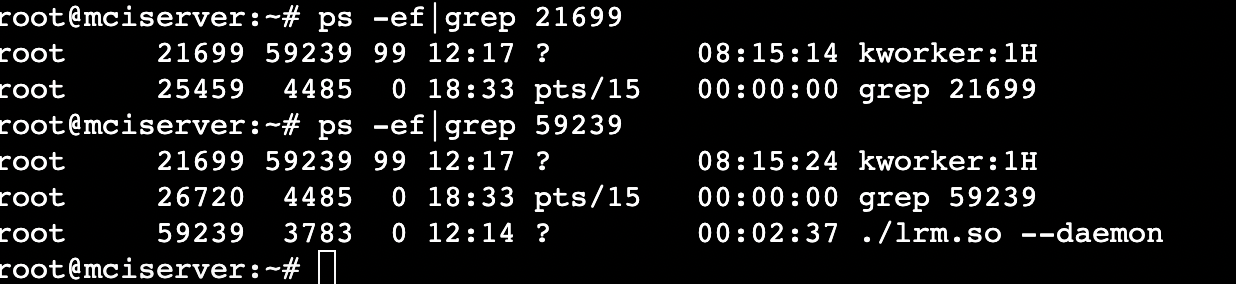 root@mciserver:~# ps -ef|grep 21699
root 21699 59239 99 12:17 ? 08:15:14 kworker:1H
root 25459 4485 0 18:33 pts/15 00:00:00 grep 21699
root@mciserver:~# ps -ef|grep 59239
root 21699 59239 99 12:17 ? 08:15:24 kworker:1H
root 26720 4485 0 18:33 pts/15 00:00:00 grep 59239
root 59239 3783 0 12:14 ? 00:02:37 ./lrm.so --daemon
root@mciserver:~#